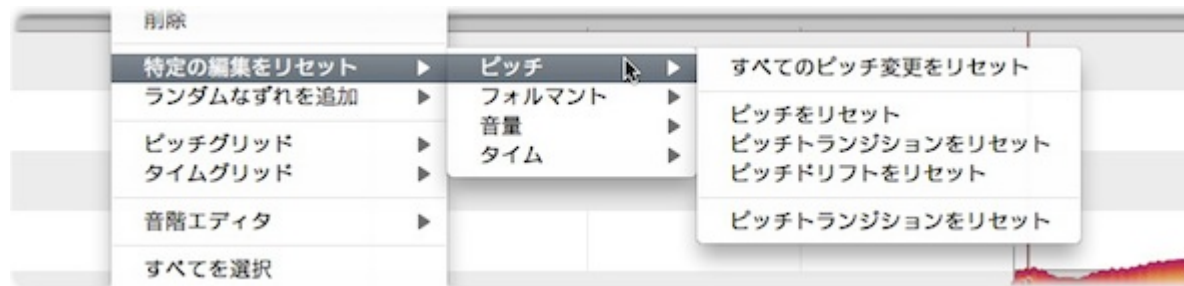 削除
特定の編集をリセット
ランダムなずれを追加
ピッチグリッド
タイムグリッド
音階エディタ
すべてを選択
ピッチ
フォルマント
音量
タイム
すべてのピッチ変更をリセット
ピッチをリセット
ピッチトランジションをリセット
ピッチドリフトをリセット
ピッチトランジションをリセット